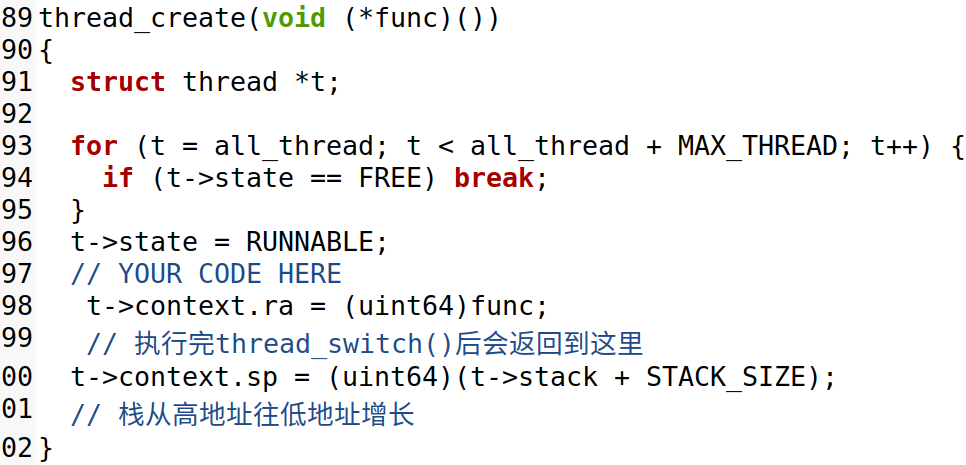 89 thread_create(void (*func)())
90 {
91   struct thread *t;
92
93   for (t = all_thread; t < all_thread + MAX_THREAD; t++) {
94     if (t->state == FREE) break;
95   }
96   t->state = RUNNABLE;
97   // YOUR CODE HERE
98    t->context.ra = (uint64)func;
99    // 执行完thread_switch()后会返回到这里
00   t->context.sp = (uint64)(t->stack + STACK_SIZE);
01   // 栈从高地址往低地址增长
02 }